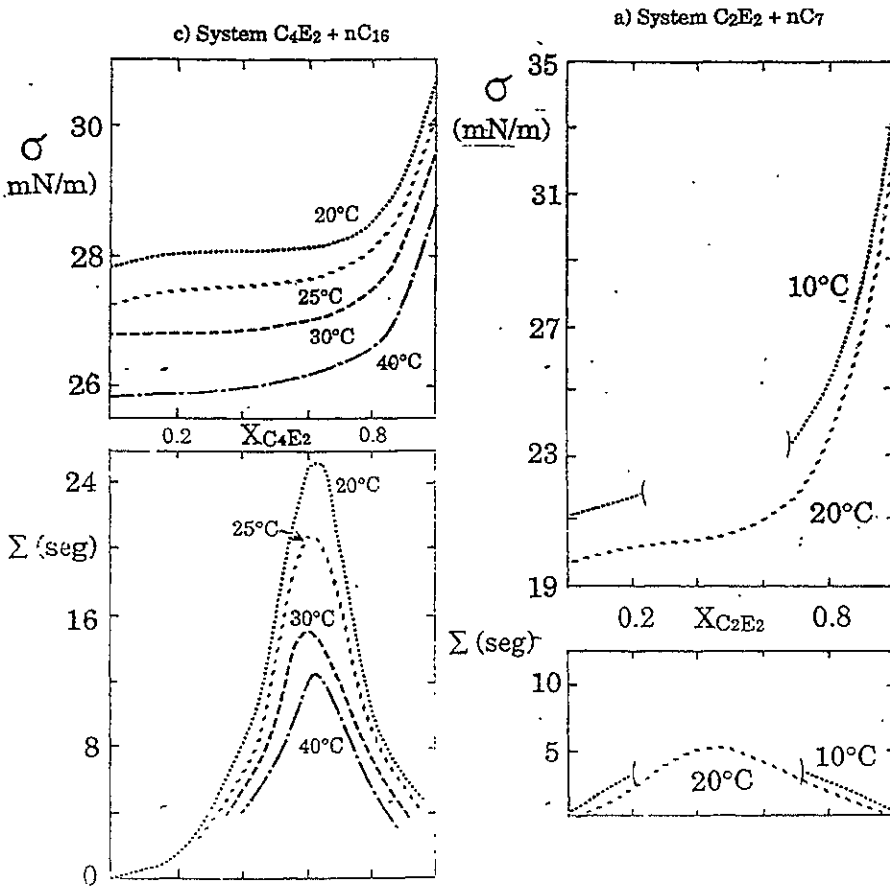 c) System C₄E₂ + nC₁₆
30
σ
mN/m)
28
26
20°C
25°C
30°C
40°C
0.2
X_C₄E₂
0.8
24
Σ (seg)
16
8
0
20°C
25°C
30°C
40°C
a) System C₂E₂ + nC₇
35
σ
(mN/m)
31
27
23
19
10°C
20°C
0.2
X_C₂E₂
0.8
Σ (seg)
10
5
10°C
20°C